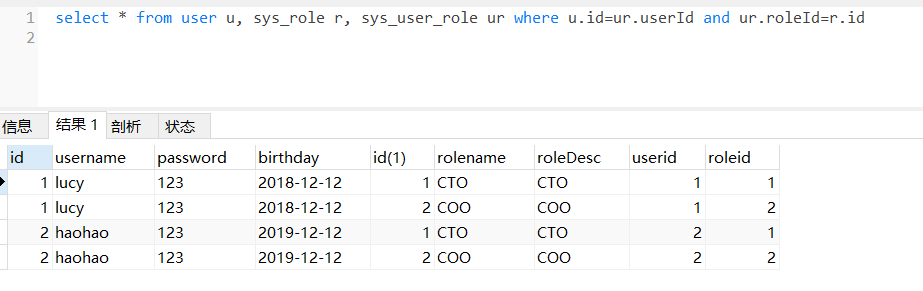 1 select * from user u, sys_role r, sys_user_role ur where u.id=ur.userId and ur.roleId=r.id
2
信息 结果 1 剖析 状态
id username password birthday id(1) rolename roleDesc userid roleid
1 lucy 123 2018-12-12 1 CTO CTO 1 1
1 lucy 123 2018-12-12 2 COO COO 1 2
2 haohao 123 2019-12-12 1 CTO CTO 2 1
2 haohao 123 2019-12-12 2 COO COO 2 2